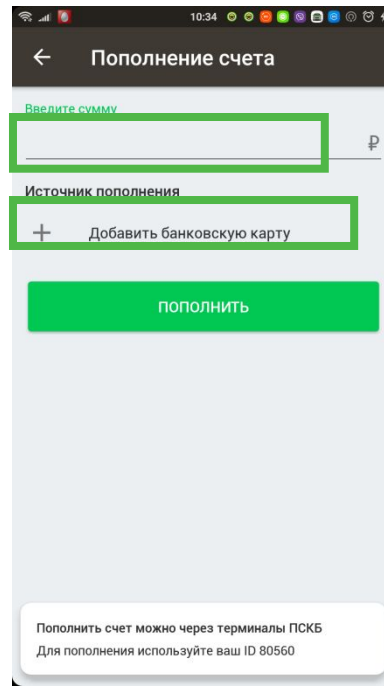 10:34
Пополнение счета
Введите сумму
₽
Источник пополнения
Добавить банковскую карту
ПОПОЛНИТЬ
Пополнить счет можно через терминалы ПСКБ
Для пополнения используйте ваш ID 80560